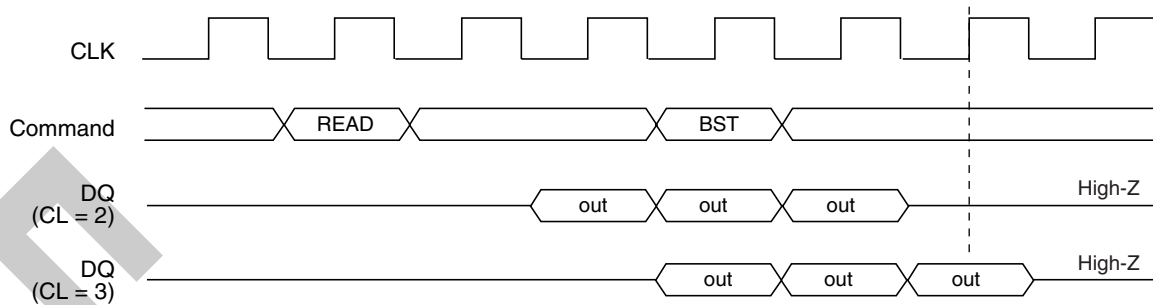 CLK
Command
READ
BST
DQ
(CL = 2)
out
out
out
High-Z
DQ
(CL = 3)
out
out
out
High-Z